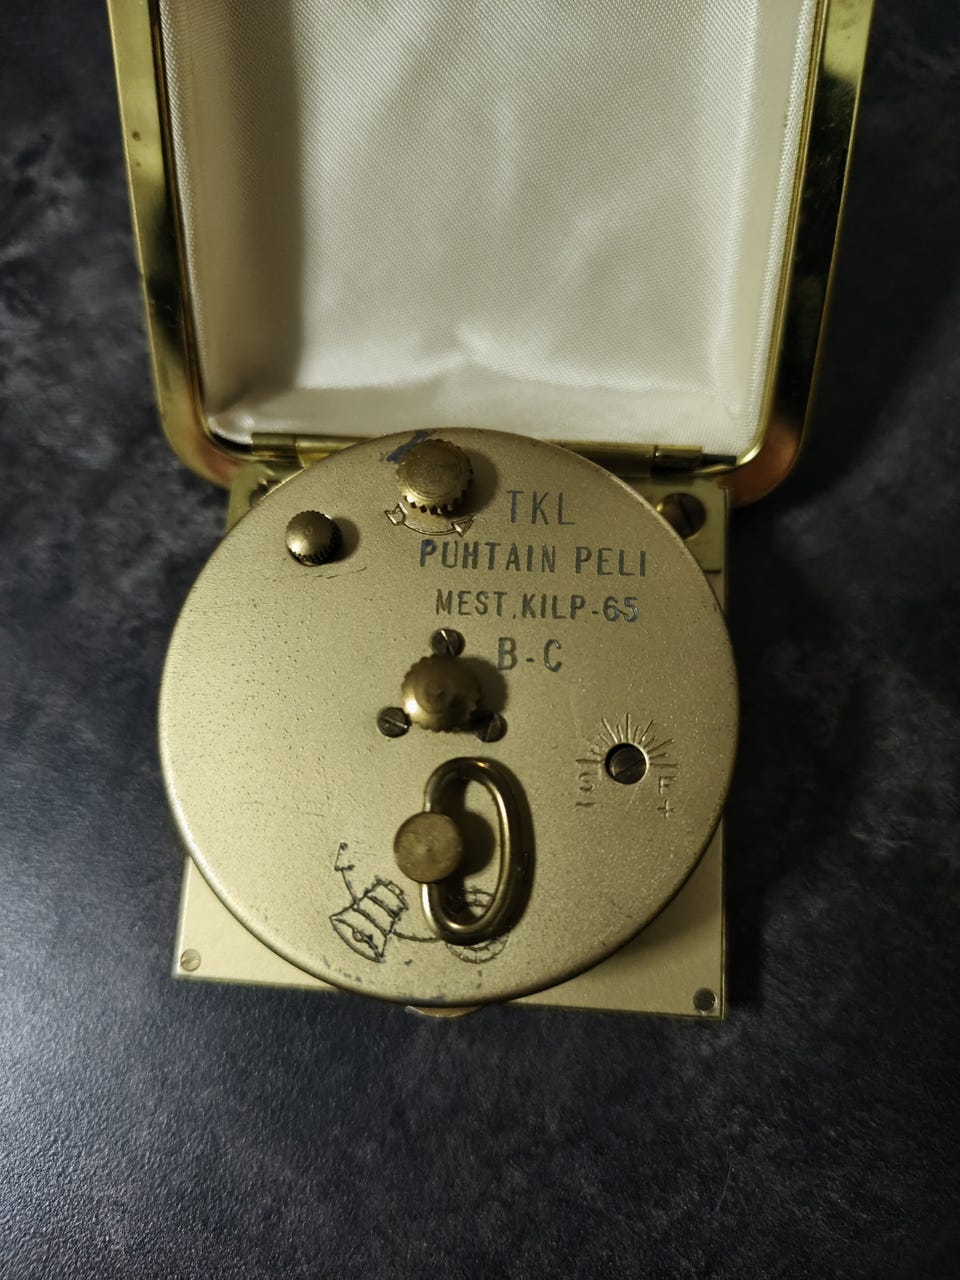 TKL
PUHTAIN PELI
MEST.KILP-65
B-C
S F
- +